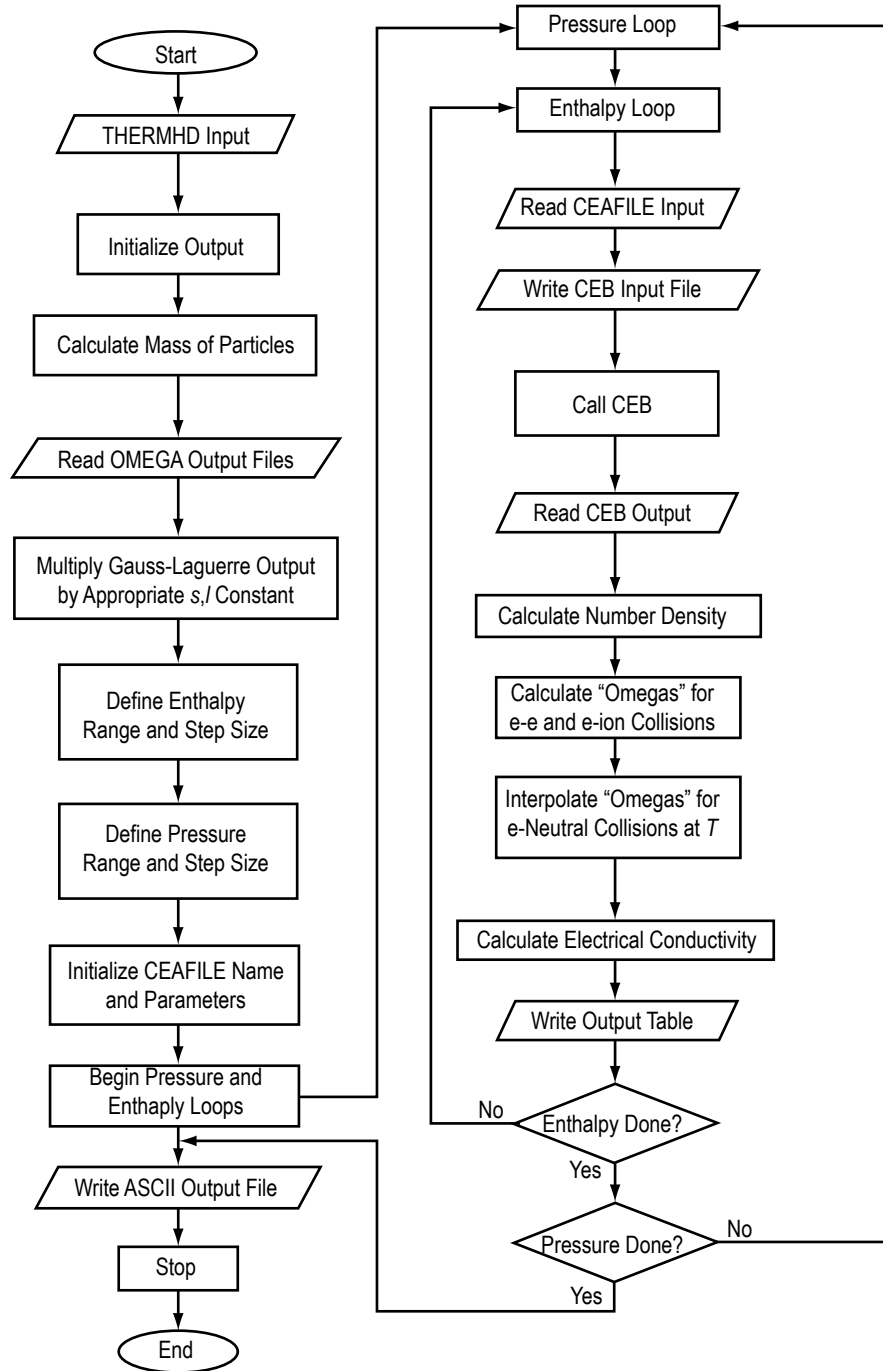 Start
THERMHD Input
Initialize Output
Calculate Mass of Particles
Read OMEGA Output Files
Multiply Gauss-Laguerre Output
by Appropriate s,l Constant
Define Enthalpy
Range and Step Size
Define Pressure
Range and Step Size
Initialize CEAFILE Name
and Parameters
Begin Pressure and
Enthaply Loops
Write ASCII Output File
Stop
End
Pressure Loop
Enthalpy Loop
Read CEAFILE Input
Write CEB Input File
Call CEB
Read CEB Output
Calculate Number Density
Calculate “Omegas” for
e-e and e-ion Collisions
Interpolate “Omegas” for
e-Neutral Collisions at T
Calculate Electrical Conductivity
Write Output Table
No
Enthalpy Done?
Yes
Pressure Done?
No
Yes